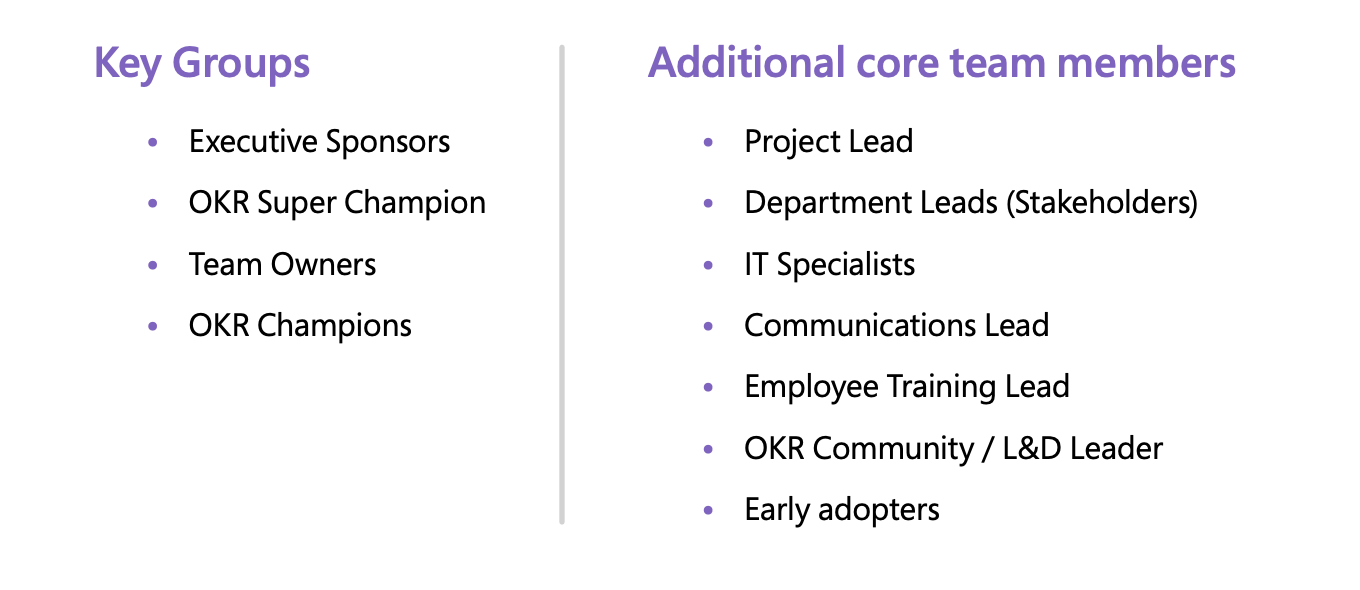 Key Groups
• Executive Sponsors
• OKR Super Champion
• Team Owners
• OKR Champions
Additional core team members
• Project Lead
• Department Leads (Stakeholders)
• IT Specialists
• Communications Lead
• Employee Training Lead
• OKR Community / L&D Leader
• Early adopters